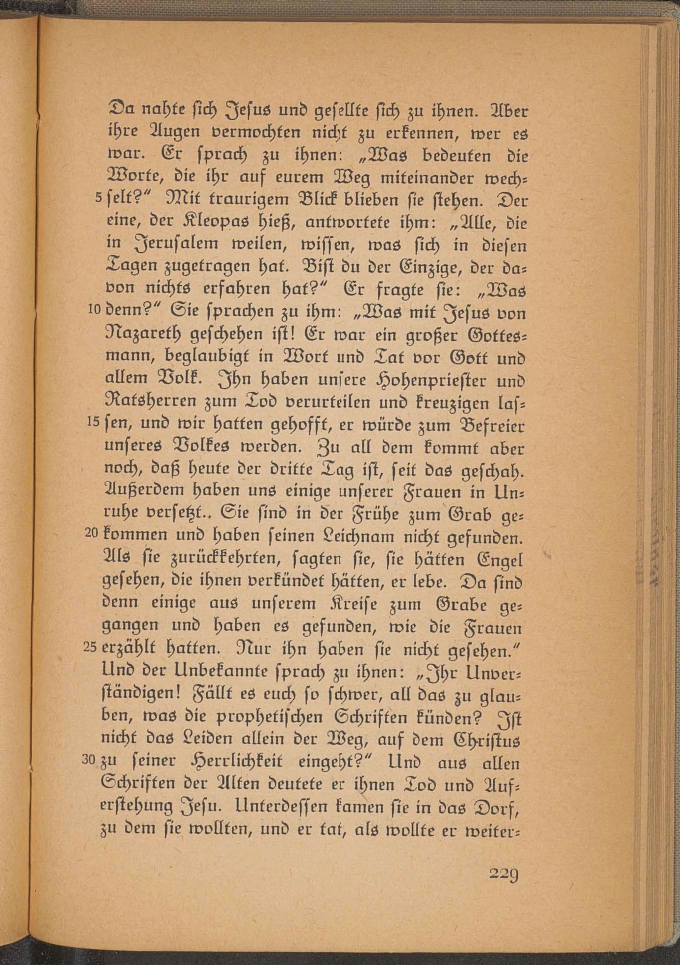 Da nahte sich Jesus und gesellte sich zu ihnen. Aber
ihre Augen vermochten nicht zu erkennen, wer es
war. Er sprach zu ihnen: „Was bedeuten die
Worte, die ihr auf eurem Weg miteinander wech-
5 selt?“ Mit traurigem Blick blieben sie stehen. Der
eine, der Kleopas hieß, antwortete ihm: „Alle, die
in Jerusalem weilen, wissen, was sich in diesen
Tagen zugetragen hat. Bist du der Einzige, der da-
von nichts erfahren hat?“ Er fragte sie: „Was
10 denn?“ Sie sprachen zu ihm: „Was mit Jesus von
Nazareth geschehen ist! Er war ein großer Gottes-
mann, beglaubigt in Wort und Tat vor Gott und
allem Volk. Ihn haben unsere Hohenpriester und
Ratsherren zum Tod verurteilen und kreuzigen las-
15 sen, und wir hatten gehofft, er würde zum Befreier
unseres Volkes werden. Zu all dem kommt aber
noch, daß heute der dritte Tag ist, seit das geschah.
Außerdem haben uns einige unserer Frauen in Un-
ruhe versetzt.. Sie sind in der Frühe zum Grab ge-
20 kommen und haben seinen Leichnam nicht gefunden.
Als sie zurückkehrten, sagten sie, sie hätten Engel
gesehen, die ihnen verkündet hätten, er lebe. Da sind
denn einige aus unserem Kreise zum Grabe ge-
gangen und haben es gefunden, wie die Frauen
25 erzählt hatten. Nur ihn haben sie nicht gesehen.“
Und der Unbekannte sprach zu ihnen: „Ihr Unver-
ständigen! Fällt es euch so schwer, all das zu glau-
ben, was die prophetischen Schriften künden? Ist
nicht das Leiden allein der Weg, auf dem Christus
30 zu seiner Herrlichkeit eingeht?“ Und aus allen
Schriften der Alten deutete er ihnen Tod und Auf-
erstehung Jesu. Unterdessen kamen sie in das Dorf,
zu dem sie wollten, und er tat, als wollte er weiter-
229